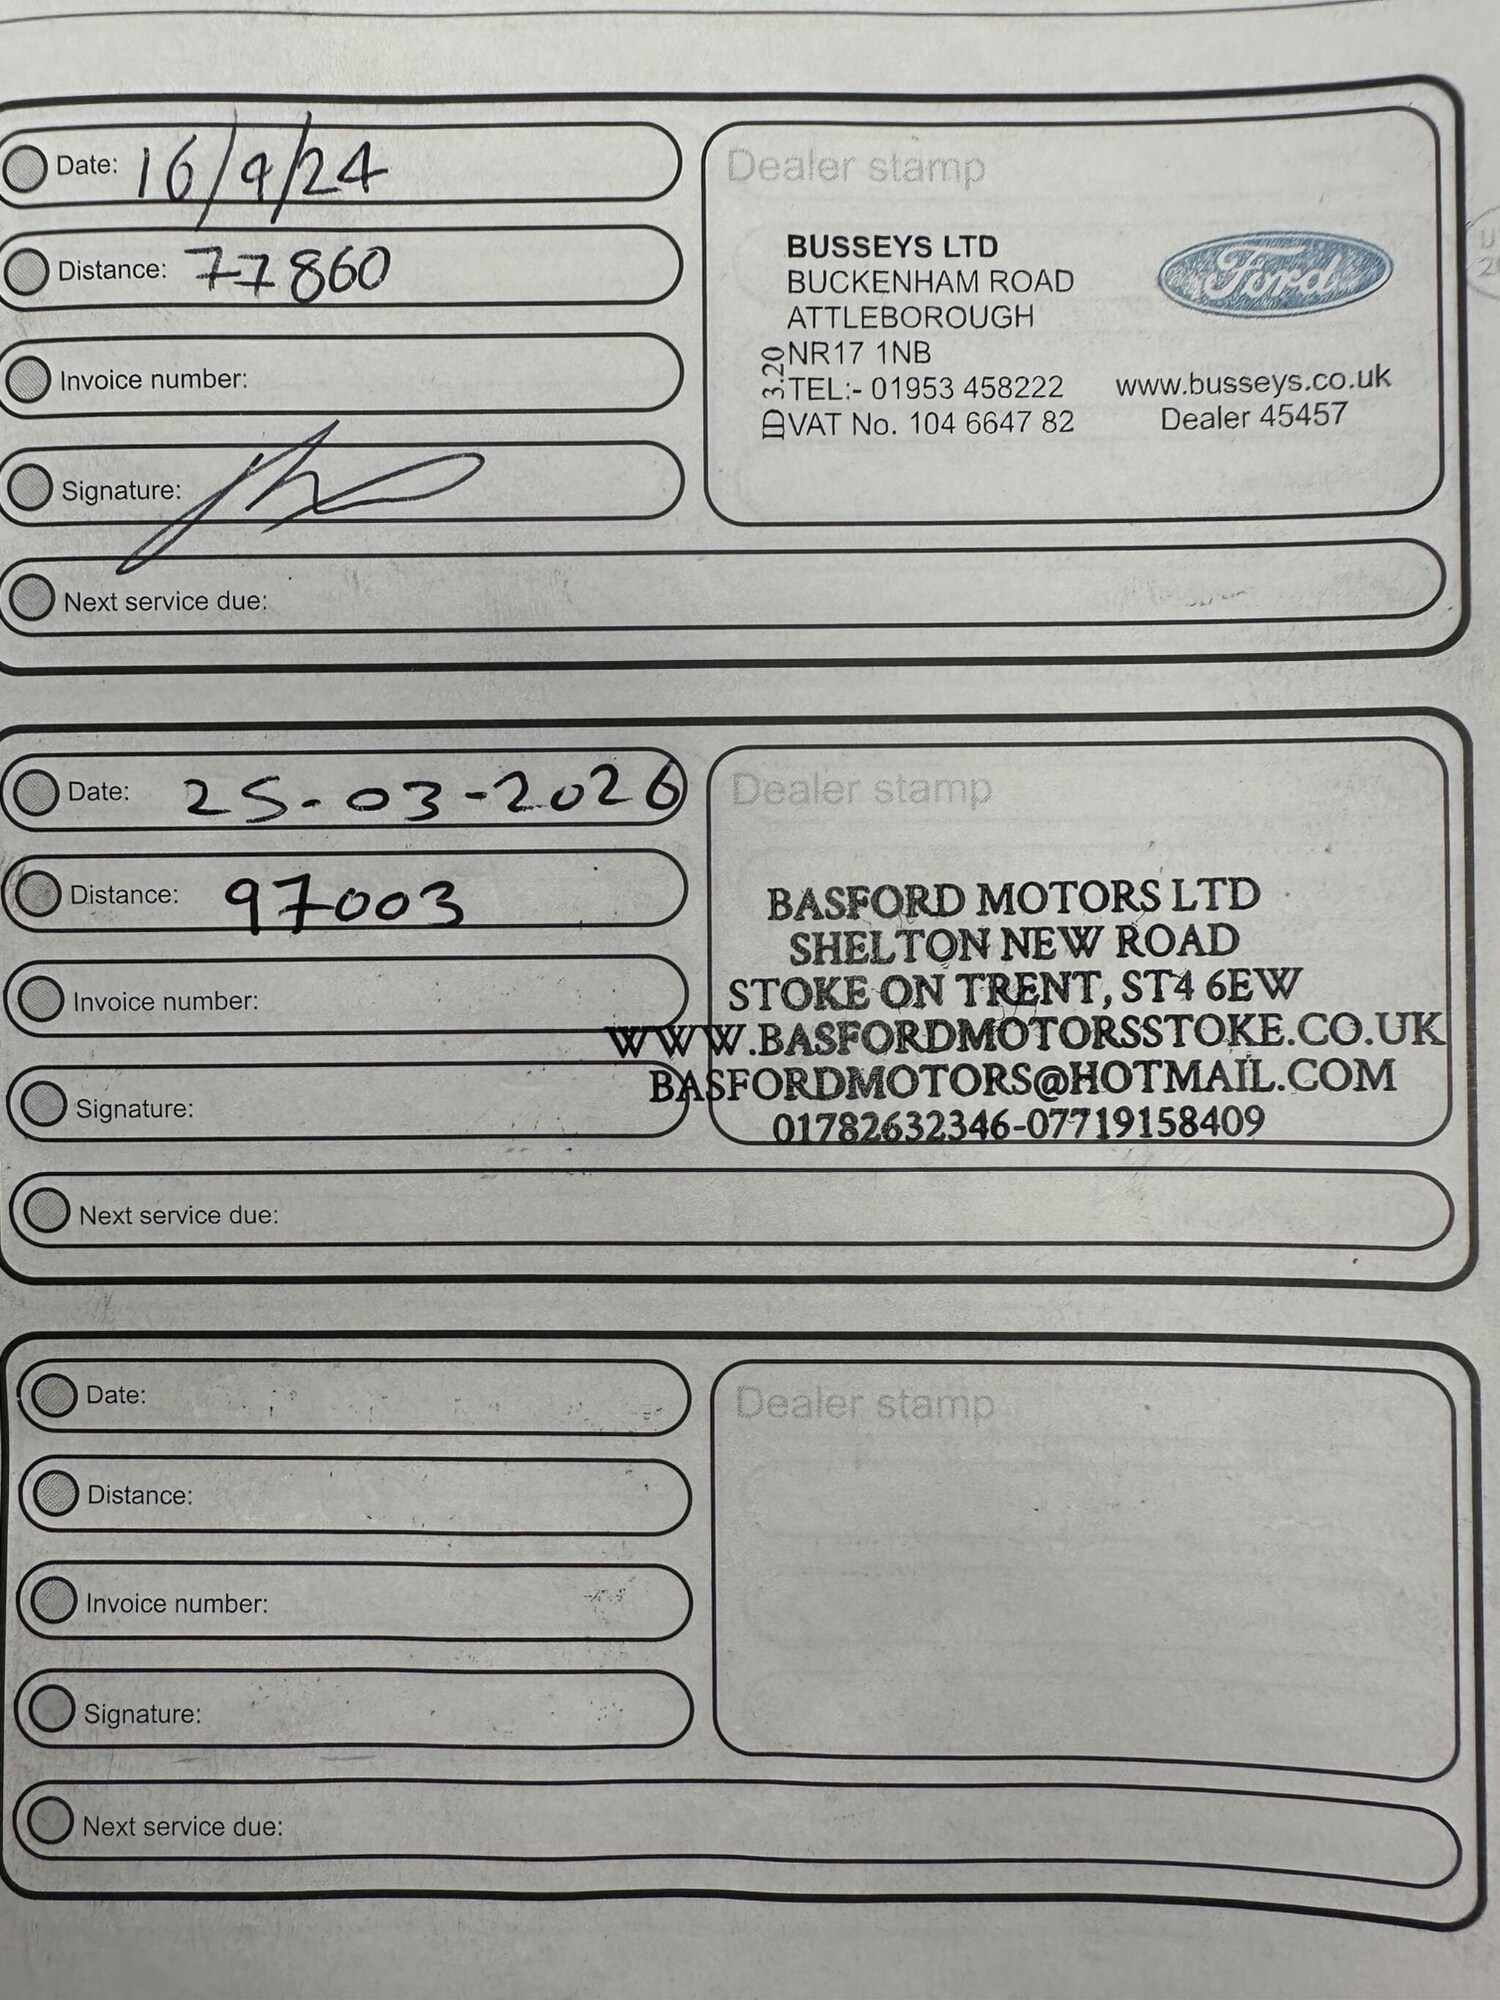 Date: 16/9/24
Distance: 77860
Invoice number:
Signature:
Next service due:
Dealer stamp
BUSSEYS LTD
BUCKENHAM ROAD
ATTLEBOROUGH
NR17 1NB
TEL:- 01953 458222
VAT No. 104 6647 82
ID 3.20
Ford
www.busseys.co.uk
Dealer 45457
Date: 25-03-2026
Distance: 97003
Invoice number:
Signature:
Next service due:
Dealer stamp
BASFORD MOTORS LTD
SHELTON NEW ROAD
STOKE ON TRENT, ST4 6EW
WWW.BASFORDMOTORSSTOKE.CO.UK
BASFORDMOTORS@HOTMAIL.COM
01782632346-07719158409
Date:
Distance:
Invoice number:
Signature:
Next service due:
Dealer stamp